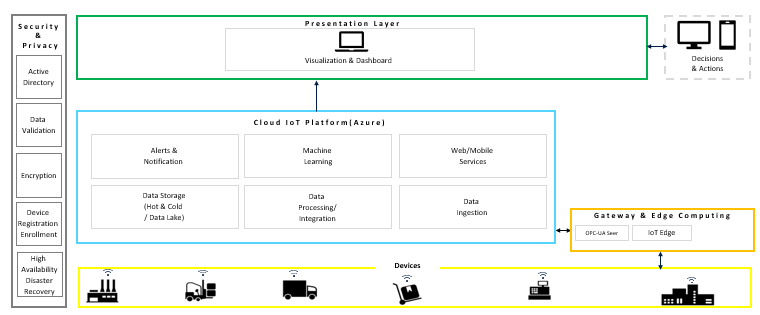 Security
&
Privacy
Active
Directory
Data
Validation
Encryption
Device
Registration
Enrollment
High
Availability
Disaster
Recovery
Presentation Layer
Visualization & Dashboard
Decisions
& Actions
Cloud IoT Platform(Azure)
Alerts &
Notification
Machine
Learning
Web/Mobile
Services
Data Storage
(Hot & Cold
/ Data Lake)
Data
Processing/
Integration
Data
Ingestion
Gateway & Edge Computing
OPC-UA Seer
IoT Edge
Devices